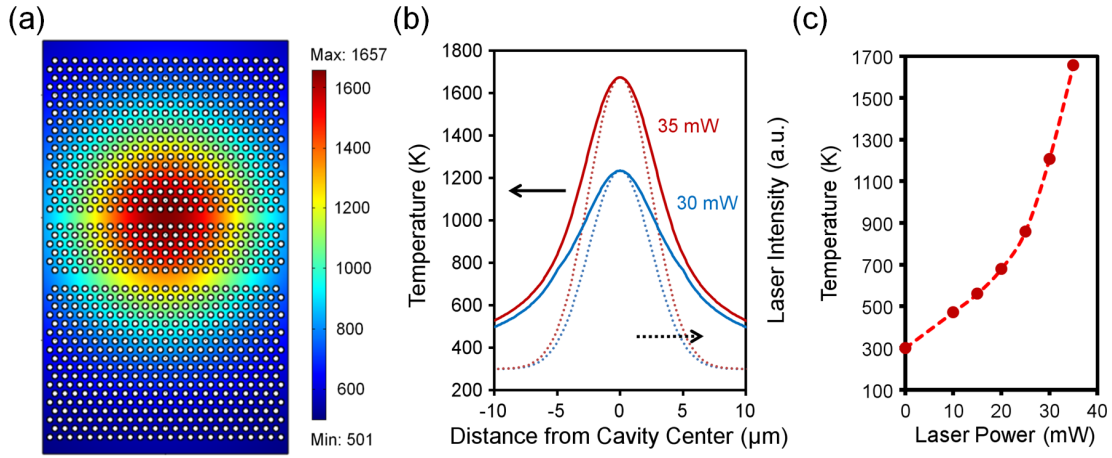 (a)
(b)
(c)
Max: 1657
1600
1400
1200
1000
800
600
Min: 501
Temperature (K)
1800
1600
1400
1200
1000
800
600
400
200
35 mW
30 mW
-10
-5
0
5
10
Distance from Cavity Center (μm)
Laser Intensity (a.u.)
Temperature (K)
1700
1500
1300
1100
900
700
500
300
100
0
10
20
30
40
Laser Power (mW)